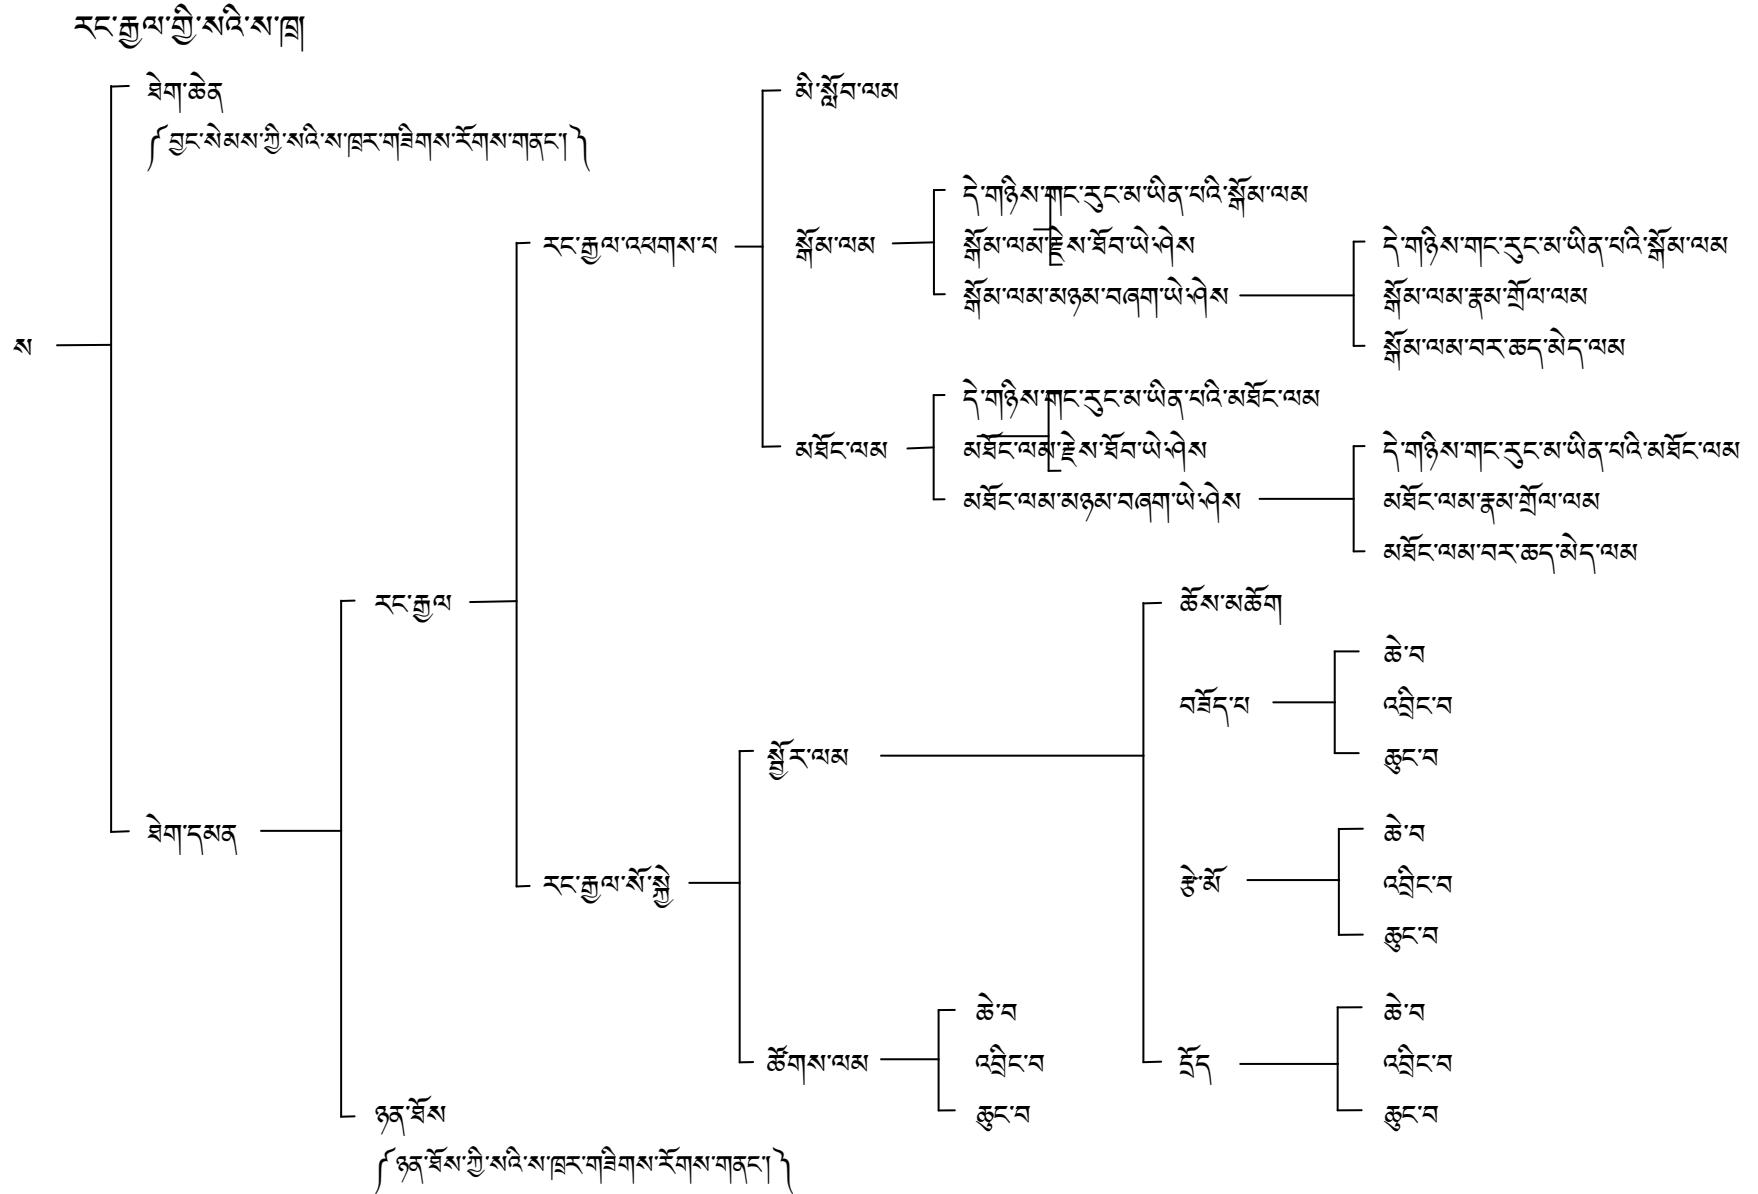 རང་རྒྱལ་གྱི་སའི་ས་ཁྲ།
ཐེག་ཆེན
༼བྱང་སེམས་ཀྱི་སའི་ས་ཁྲར་གཟིགས་རོགས་གནང་།༽
མི་སློབ་ལམ
དེ་གཉིས་གང་རུང་མ་ཡིན་པའི་སྒོམ་ལམ
རང་རྒྱལ་འཕགས་པ
སྒོམ་ལམ
སྒོམ་ལམ་རྗེས་ཐོབ་ཡེ་ཤེས
དེ་གཉིས་གང་རུང་མ་ཡིན་པའི་སྒོམ་ལམ
སྒོམ་ལམ་མཉམ་བཞག་ཡེ་ཤེས
སྒོམ་ལམ་རྣམ་གྲོལ་ལམ
ས
སྒོམ་ལམ་བར་ཆད་མེད་ལམ
དེ་གཉིས་གང་རུང་མ་ཡིན་པའི་མཐོང་ལམ
མཐོང་ལམ
མཐོང་ལམ་རྗེས་ཐོབ་ཡེ་ཤེས
དེ་གཉིས་གང་རུང་མ་ཡིན་པའི་མཐོང་ལམ
མཐོང་ལམ་མཉམ་བཞག་ཡེ་ཤེས
མཐོང་ལམ་རྣམ་གྲོལ་ལམ
མཐོང་ལམ་བར་ཆད་མེད་ལམ
རང་རྒྱལ
ཆོས་མཆོག
ཆེ་བ
བཟོད་པ
འབྲིང་བ
སྦྱོར་ལམ
ཆུང་བ
ཐེག་དམན
ཆེ་བ
རང་རྒྱལ་སོ་སྐྱེ
རྩེ་མོ
འབྲིང་བ
ཆུང་བ
ཆེ་བ
ཆེ་བ
ཚོགས་ལམ
འབྲིང་བ
དྲོད
འབྲིང་བ
ཉན་ཐོས
ཆུང་བ
ཆུང་བ
༼ཉན་ཐོས་ཀྱི་སའི་ས་ཁྲར་གཟིགས་རོགས་གནང་།༽